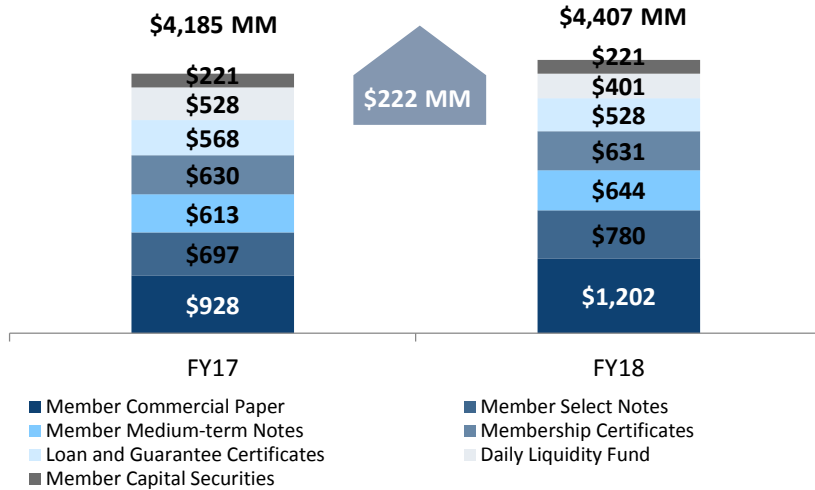 $4,185 MM
$4,407 MM
$222 MM
$221
$528
$568
$630
$613
$697
$928
$221
$401
$528
$631
$644
$780
$1,202
FY17
FY18
Member Commercial Paper
Member Select Notes
Member Medium-term Notes
Membership Certificates
Loan and Guarantee Certificates
Daily Liquidity Fund
Member Capital Securities